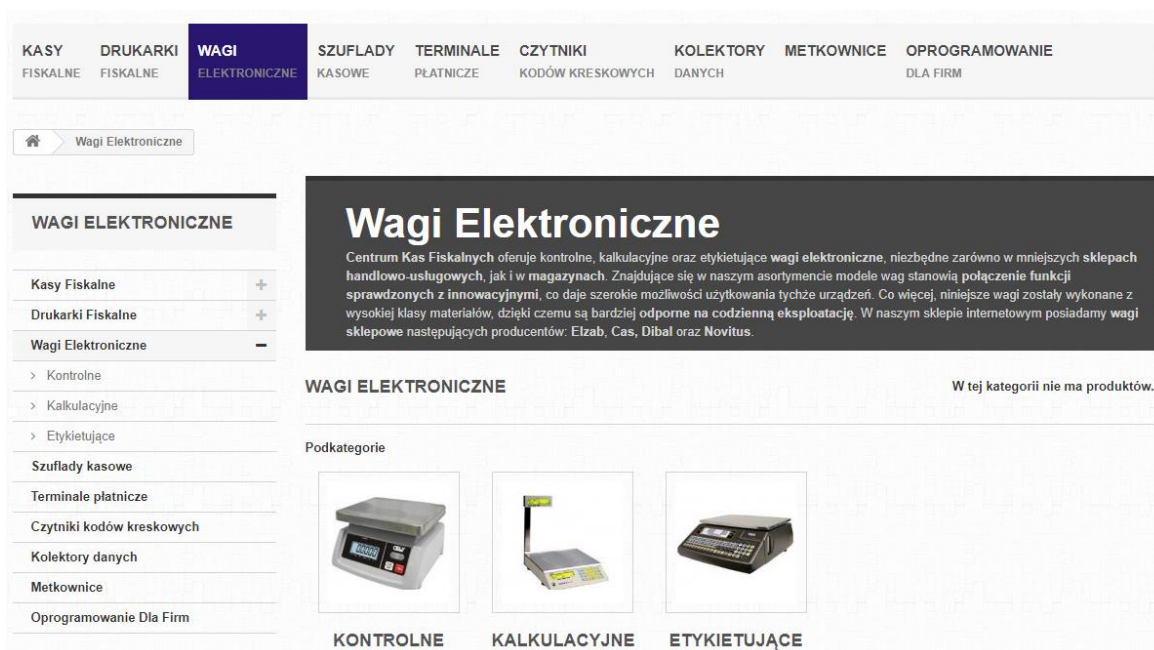 KASY DRUKARKI WAGI SZUFLADY TERMINALE CZYTNIKI KOLEKTORY METKOWNICE OPROGRAMOWANIE
FISKALNE FISKALNE ELEKTRONICZNE KASOWE PŁATNICZE KODÓW KRESKOWYCH DANYCH DLA FIRM
Wagi Elektroniczne
WAGI ELEKTRONICZNE
Kasy Fiskalne +
Drukarki Fiskalne +
Wagi Elektroniczne −
> Kontrolne
> Kalkulacyjne
> Etykietujące
Szuflady kasowe
Terminale płatnicze
Czytniki kodów kreskowych
Kolektory danych
Metkownice
Oprogramowanie Dla Firm
Wagi Elektroniczne
Centrum Kas Fiskalnych oferuje kontrolne, kalkulacyjne oraz etykietujące wagi elektroniczne, niezbędne zarówno w mniejszych sklepach
handlowo-usługowych, jak i w magazynach. Znajdujące się w naszym asortymencie modele wag stanowią połączenie funkcji
sprawdzonych z innowacyjnymi, co daje szerokie możliwości użytkowania tychże urządzeń. Co więcej, niniejsze wagi zostały wykonane z
wysokiej klasy materiałów, dzięki czemu są bardziej odporne na codzienną eksploatację. W naszym sklepie internetowym posiadamy wagi
sklepowe następujących producentów: Elzab, Cas, Dibal oraz Novitus.
WAGI ELEKTRONICZNE
W tej kategorii nie ma produktów.
Podkategorie
KONTROLNE KALKULACYJNE ETYKIETUJĄCE